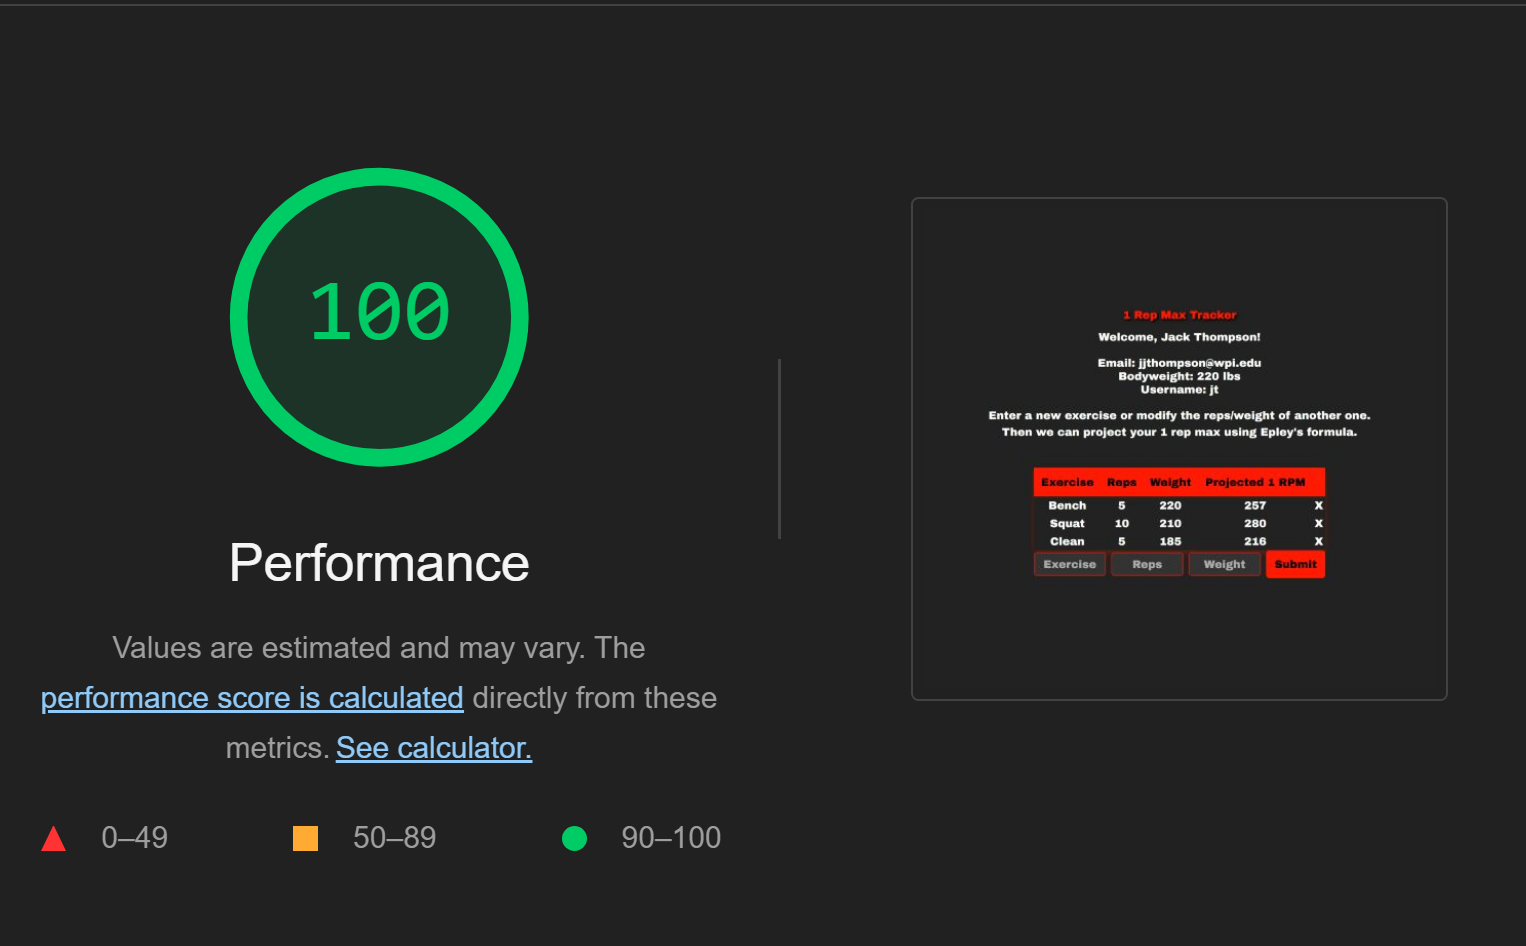 100
Performance
Values are estimated and may vary. The
performance score is calculated directly from these
metrics. See calculator.
0–49 50–89 90–100
1 Rep Max Tracker
Welcome, Jack Thompson!
Email: jjthompson@wpi.edu
Bodyweight: 220 lbs
Username: jt
Enter a new exercise or modify the reps/weight of another one.
Then we can project your 1 rep max using Epley's formula.
Exercise Reps Weight Projected 1 RPM
Bench 5 220 257 X
Squat 10 210 280 X
Clean 5 185 216 X
Exercise Reps Weight Submit